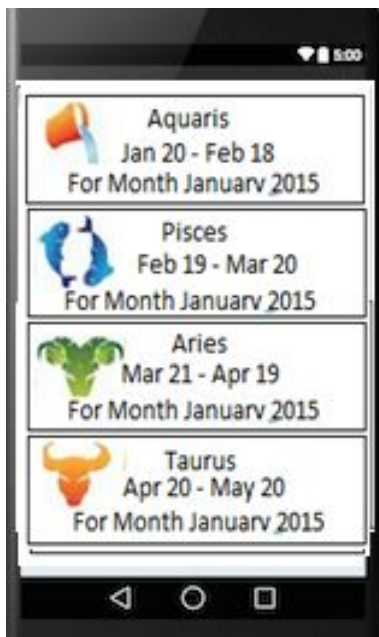 5:00
Aquaris
Jan 20 - Feb 18
For Month January 2015
Pisces
Feb 19 - Mar 20
For Month January 2015
Aries
Mar 21 - Apr 19
For Month January 2015
Taurus
Apr 20 - May 20
For Month January 2015